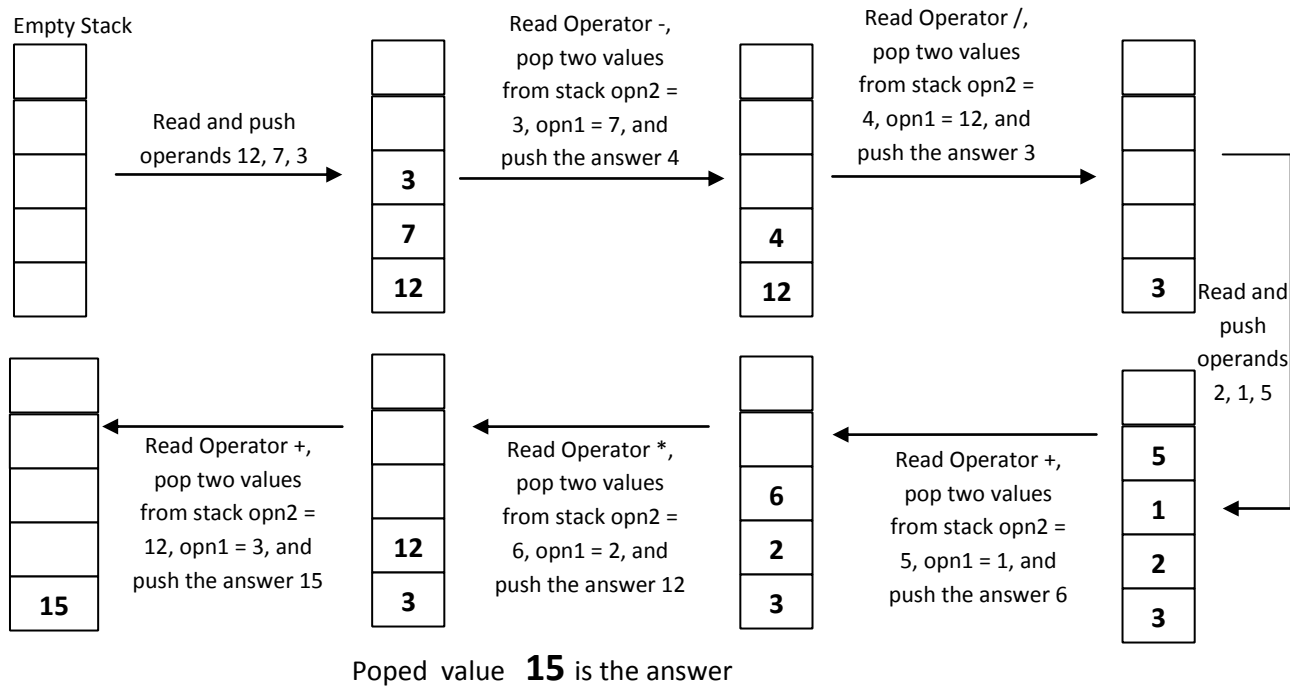 Empty Stack
Read and push
operands 12, 7, 3
3
7
12
Read Operator -,
pop two values
from stack opn2 =
3, opn1 = 7, and
push the answer 4
4
12
Read Operator /,
pop two values
from stack opn2 =
4, opn1 = 12, and
push the answer 3
3
Read and
push
operands
2, 1, 5
5
1
2
3
Read Operator +,
pop two values
from stack opn2 =
5, opn1 = 1, and
push the answer 6
6
2
3
Read Operator *,
pop two values
from stack opn2 =
6, opn1 = 2, and
push the answer 12
12
3
Read Operator +,
pop two values
from stack opn2 =
12, opn1 = 3, and
push the answer 15
15
Poped value 15 is the answer